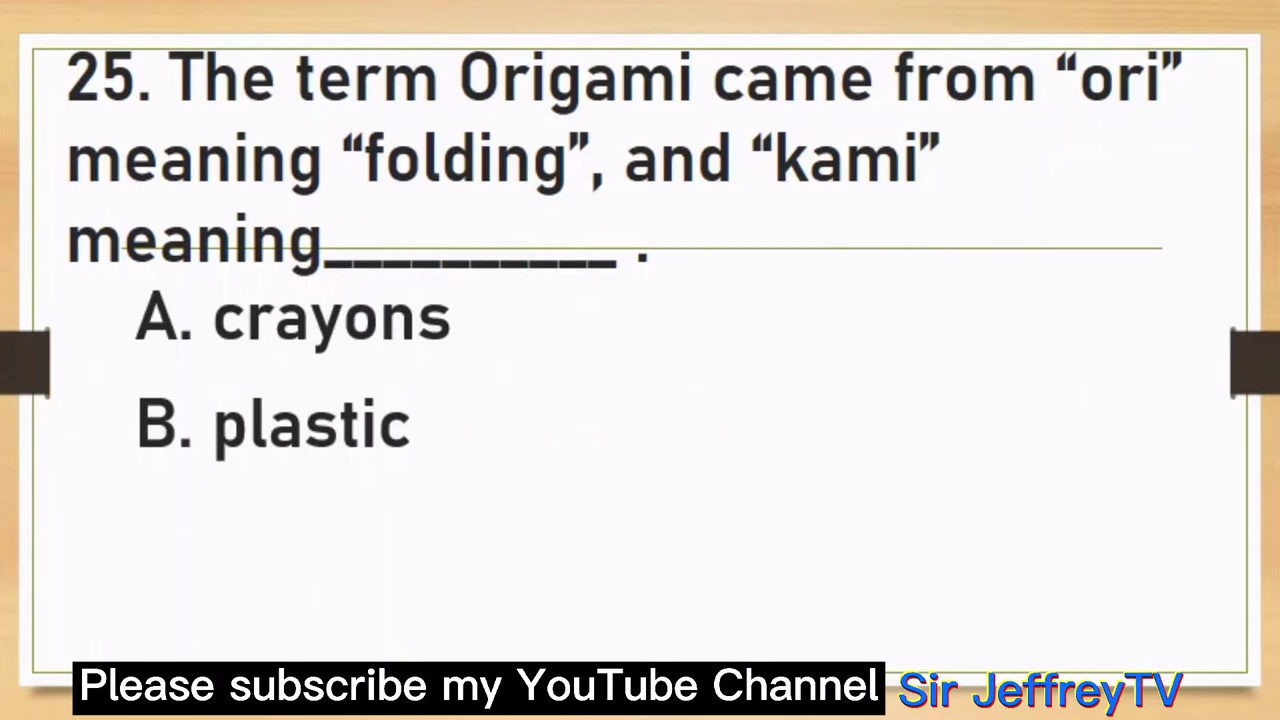 25. The term Origami came from “ori”
meaning “folding”, and “kami”
meaning__________ .
A. crayons
B. plastic
Please subscribe my YouTube Channel Sir JeffreyTV